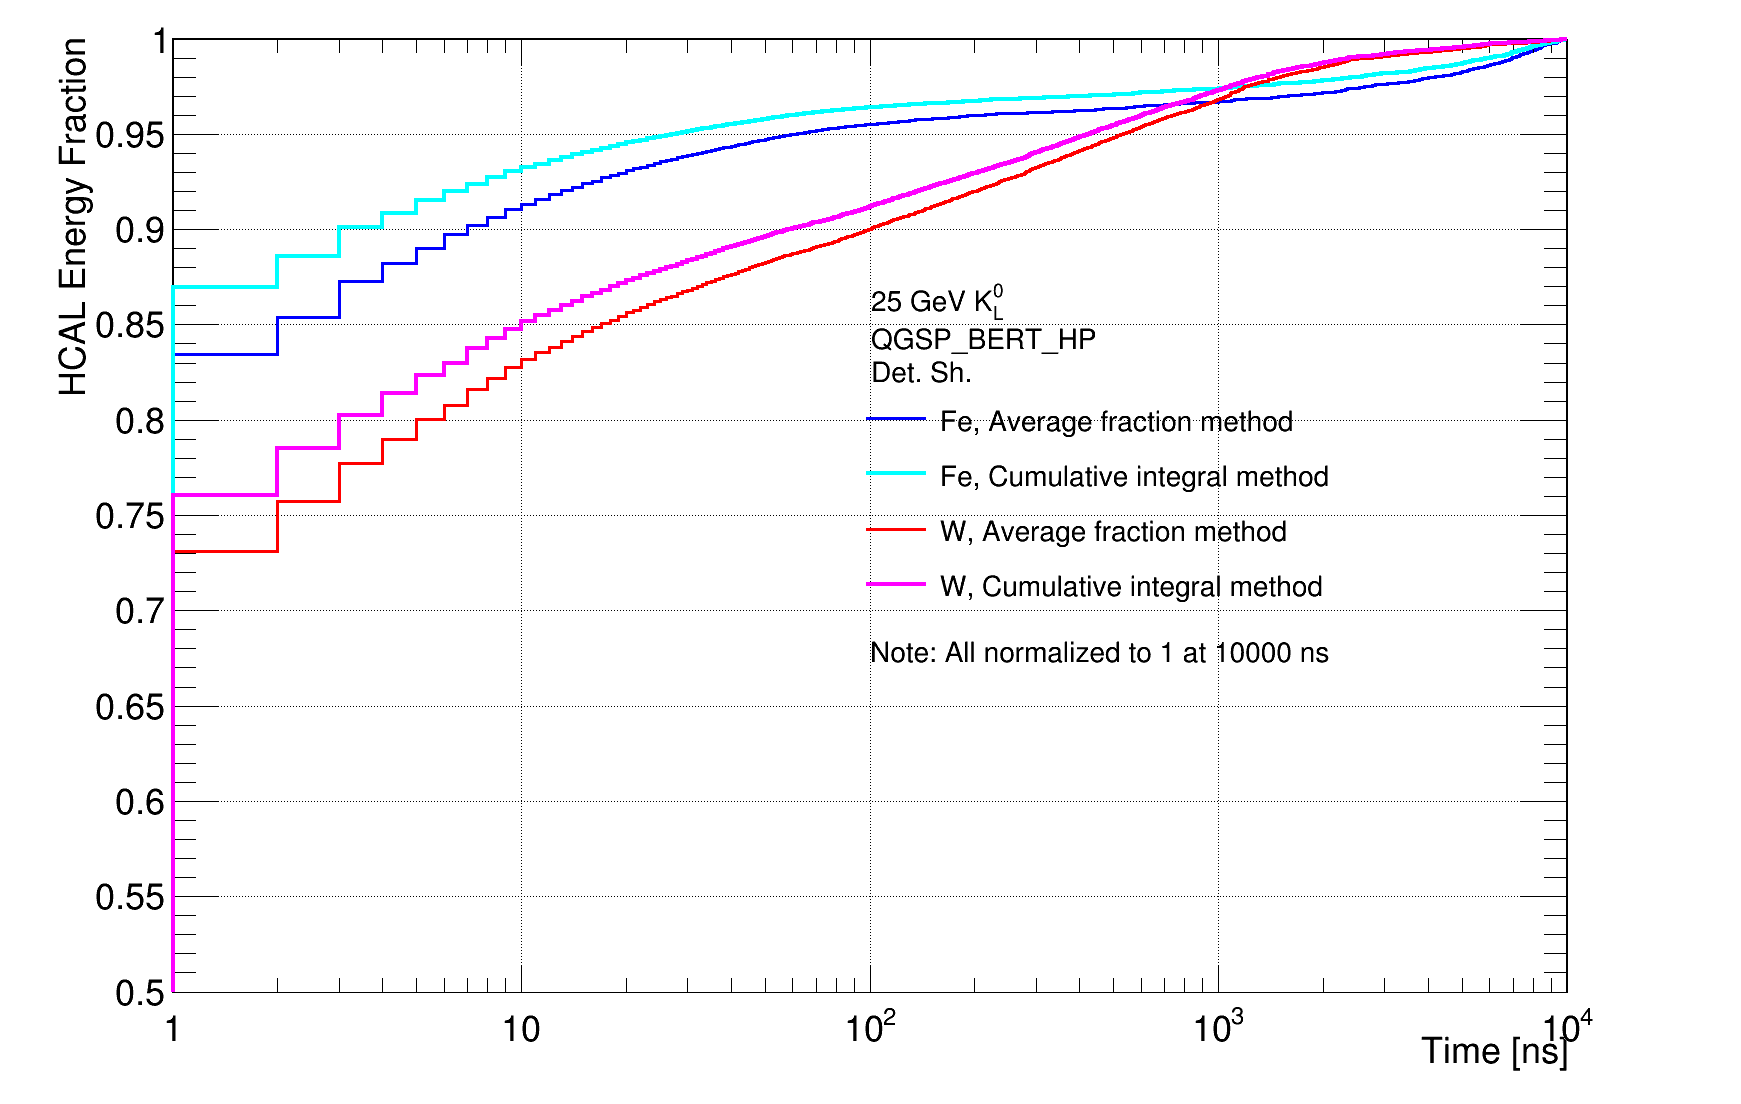 HCAL Energy Fraction
1
0.95
0.9
0.85
0.8
0.75
0.7
0.65
0.6
0.55
0.5
25 GeV K⁰_L
QGSP_BERT_HP
Det. Sh.
Fe, Average fraction method
Fe, Cumulative integral method
W, Average fraction method
W, Cumulative integral method
Note: All normalized to 1 at 10000 ns
1 10 10² 10³ 10⁴
Time [ns]